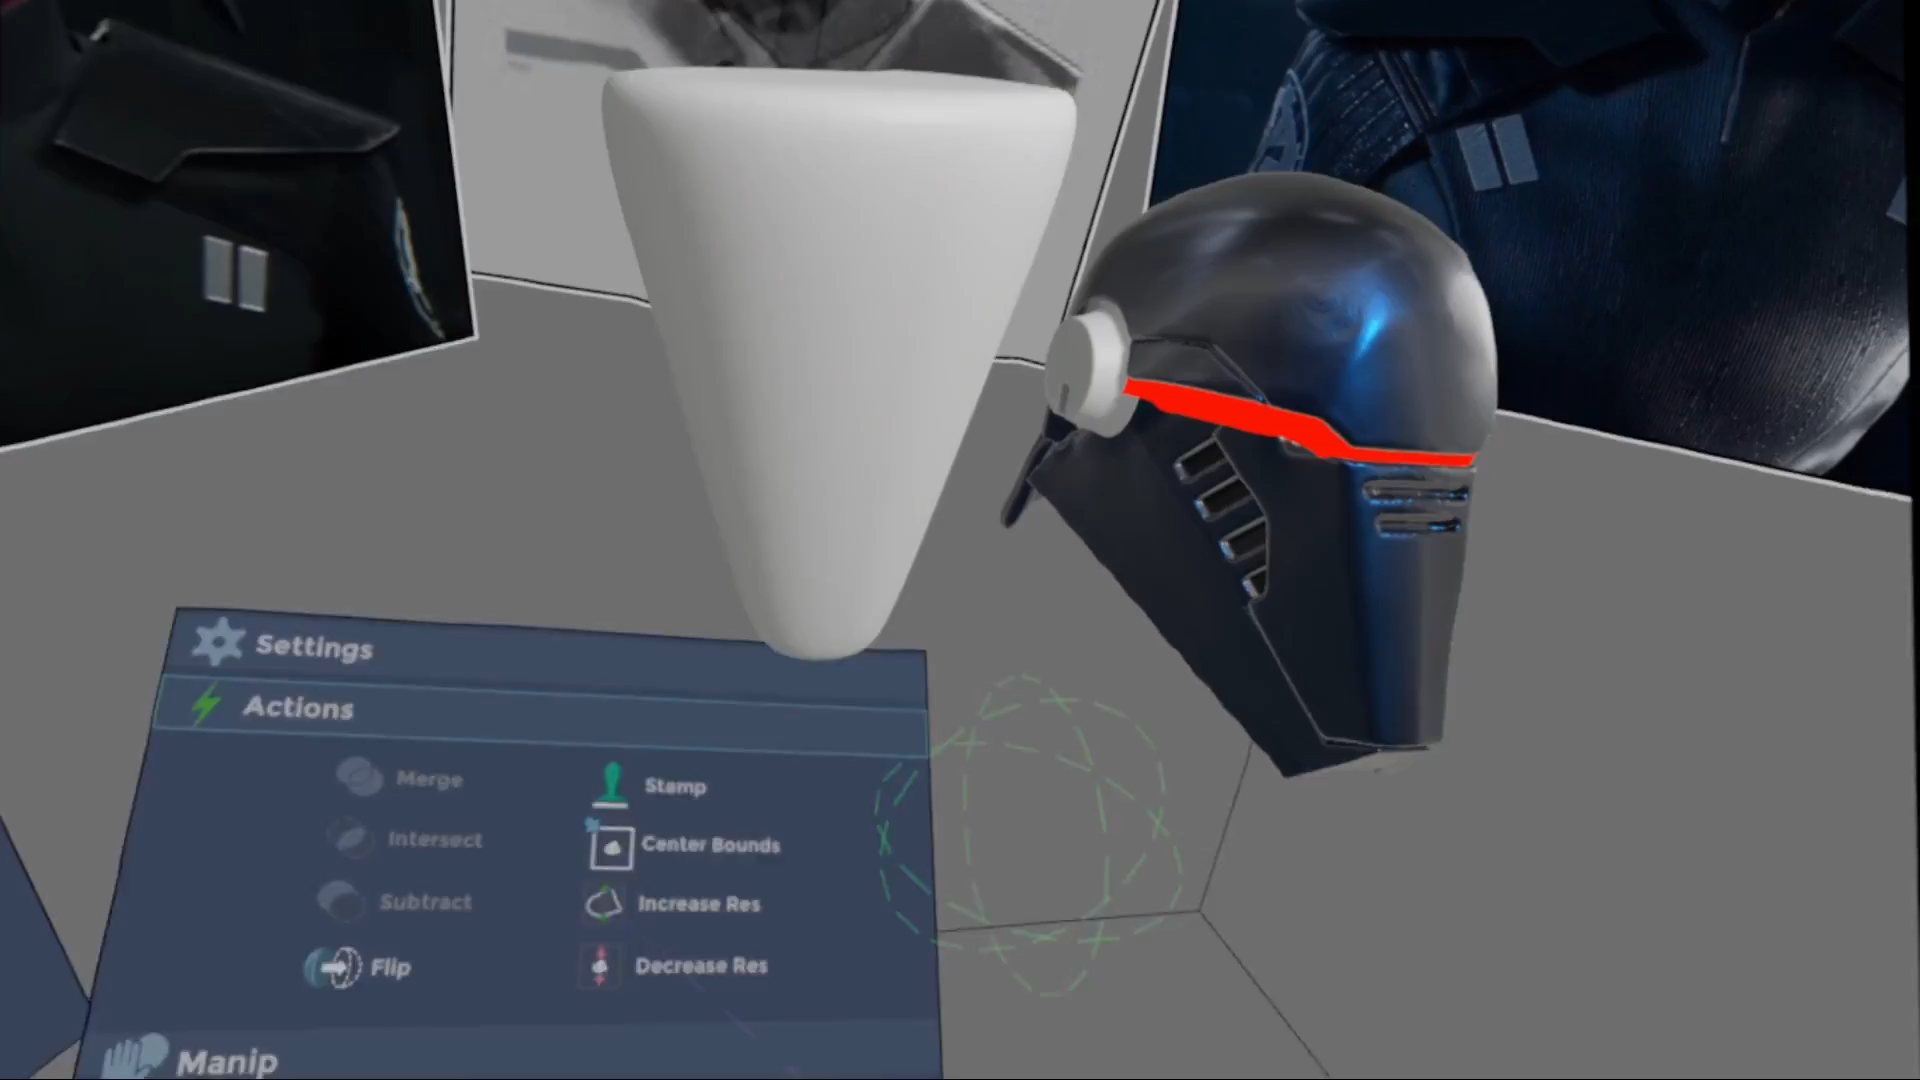 Settings
Actions
Merge
Stamp
Intersect
Center Bounds
Subtract
Increase Res
Flip
Decrease Res
Manip